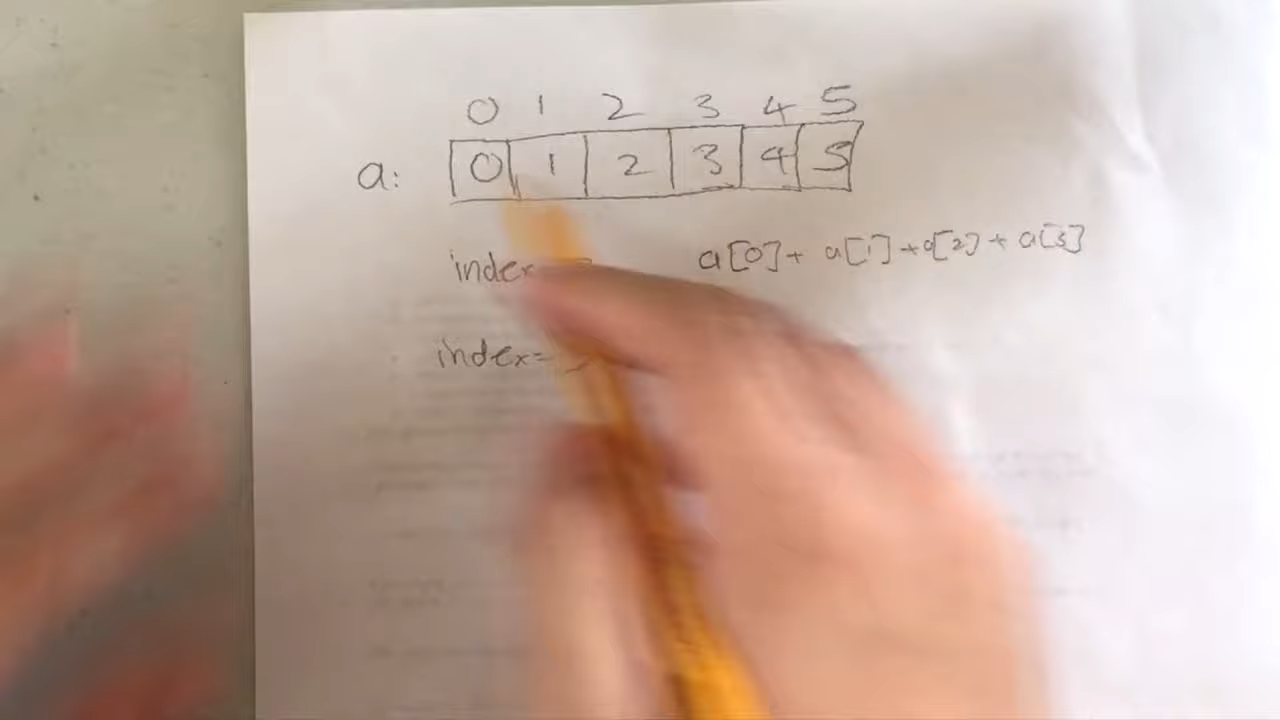 0 1 2 3 4 5
a: 0 1 2 3 4 5
index a[0]+ a[1]+a[2]+ a[3]
index=